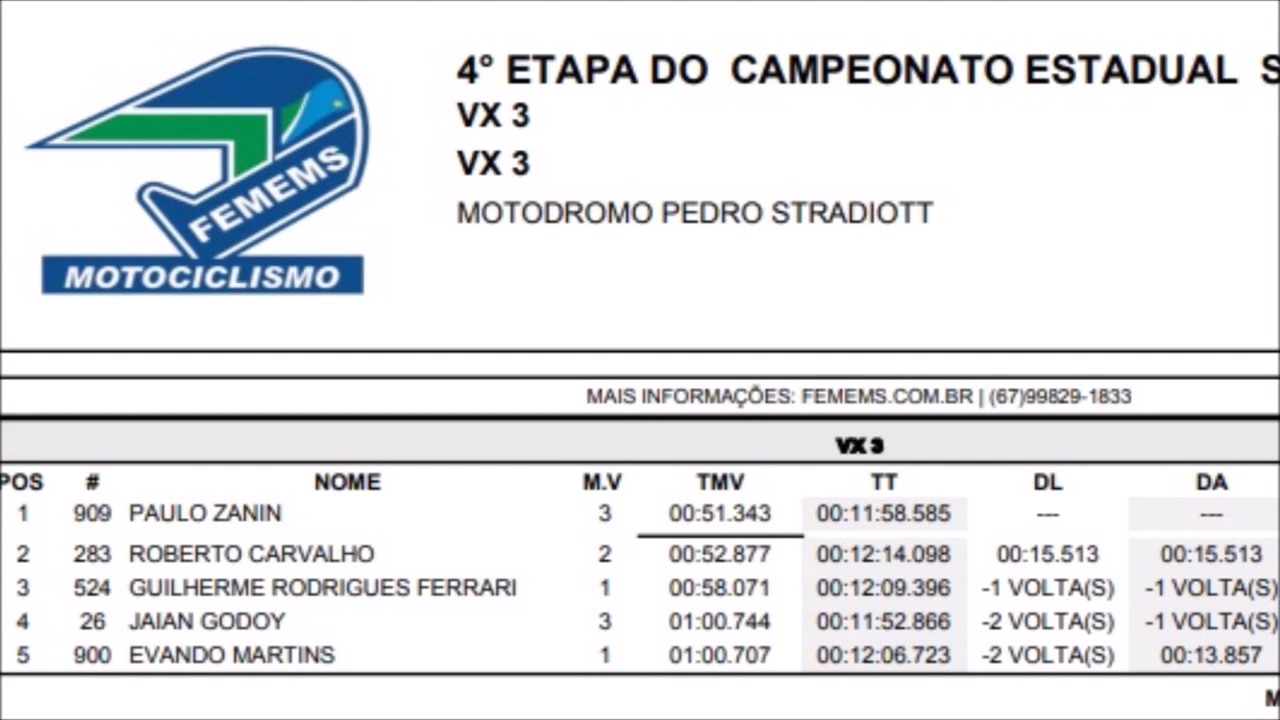 FEMEMS
MOTOCICLISMO
4° ETAPA DO CAMPEONATO ESTADUAL S
VX 3
VX 3
MOTODROMO PEDRO STRADIOTT
MAIS INFORMAÇÕES: FEMEMS.COM.BR | (67)99829-1833
VX 3
POS # NOME M.V TMV TT DL DA
1 909 PAULO ZANIN 3 00:51.343 00:11:58.585 --- ---
2 283 ROBERTO CARVALHO 2 00:52.877 00:12:14.098 00:15.513 00:15.513
3 524 GUILHERME RODRIGUES FERRARI 1 00:58.071 00:12:09.396 -1 VOLTA(S) -1 VOLTA(S)
4 26 JAIAN GODOY 3 01:00.744 00:11:52.866 -2 VOLTA(S) -1 VOLTA(S)
5 900 EVANDO MARTINS 1 01:00.707 00:12:06.723 -2 VOLTA(S) 00:13.857
M